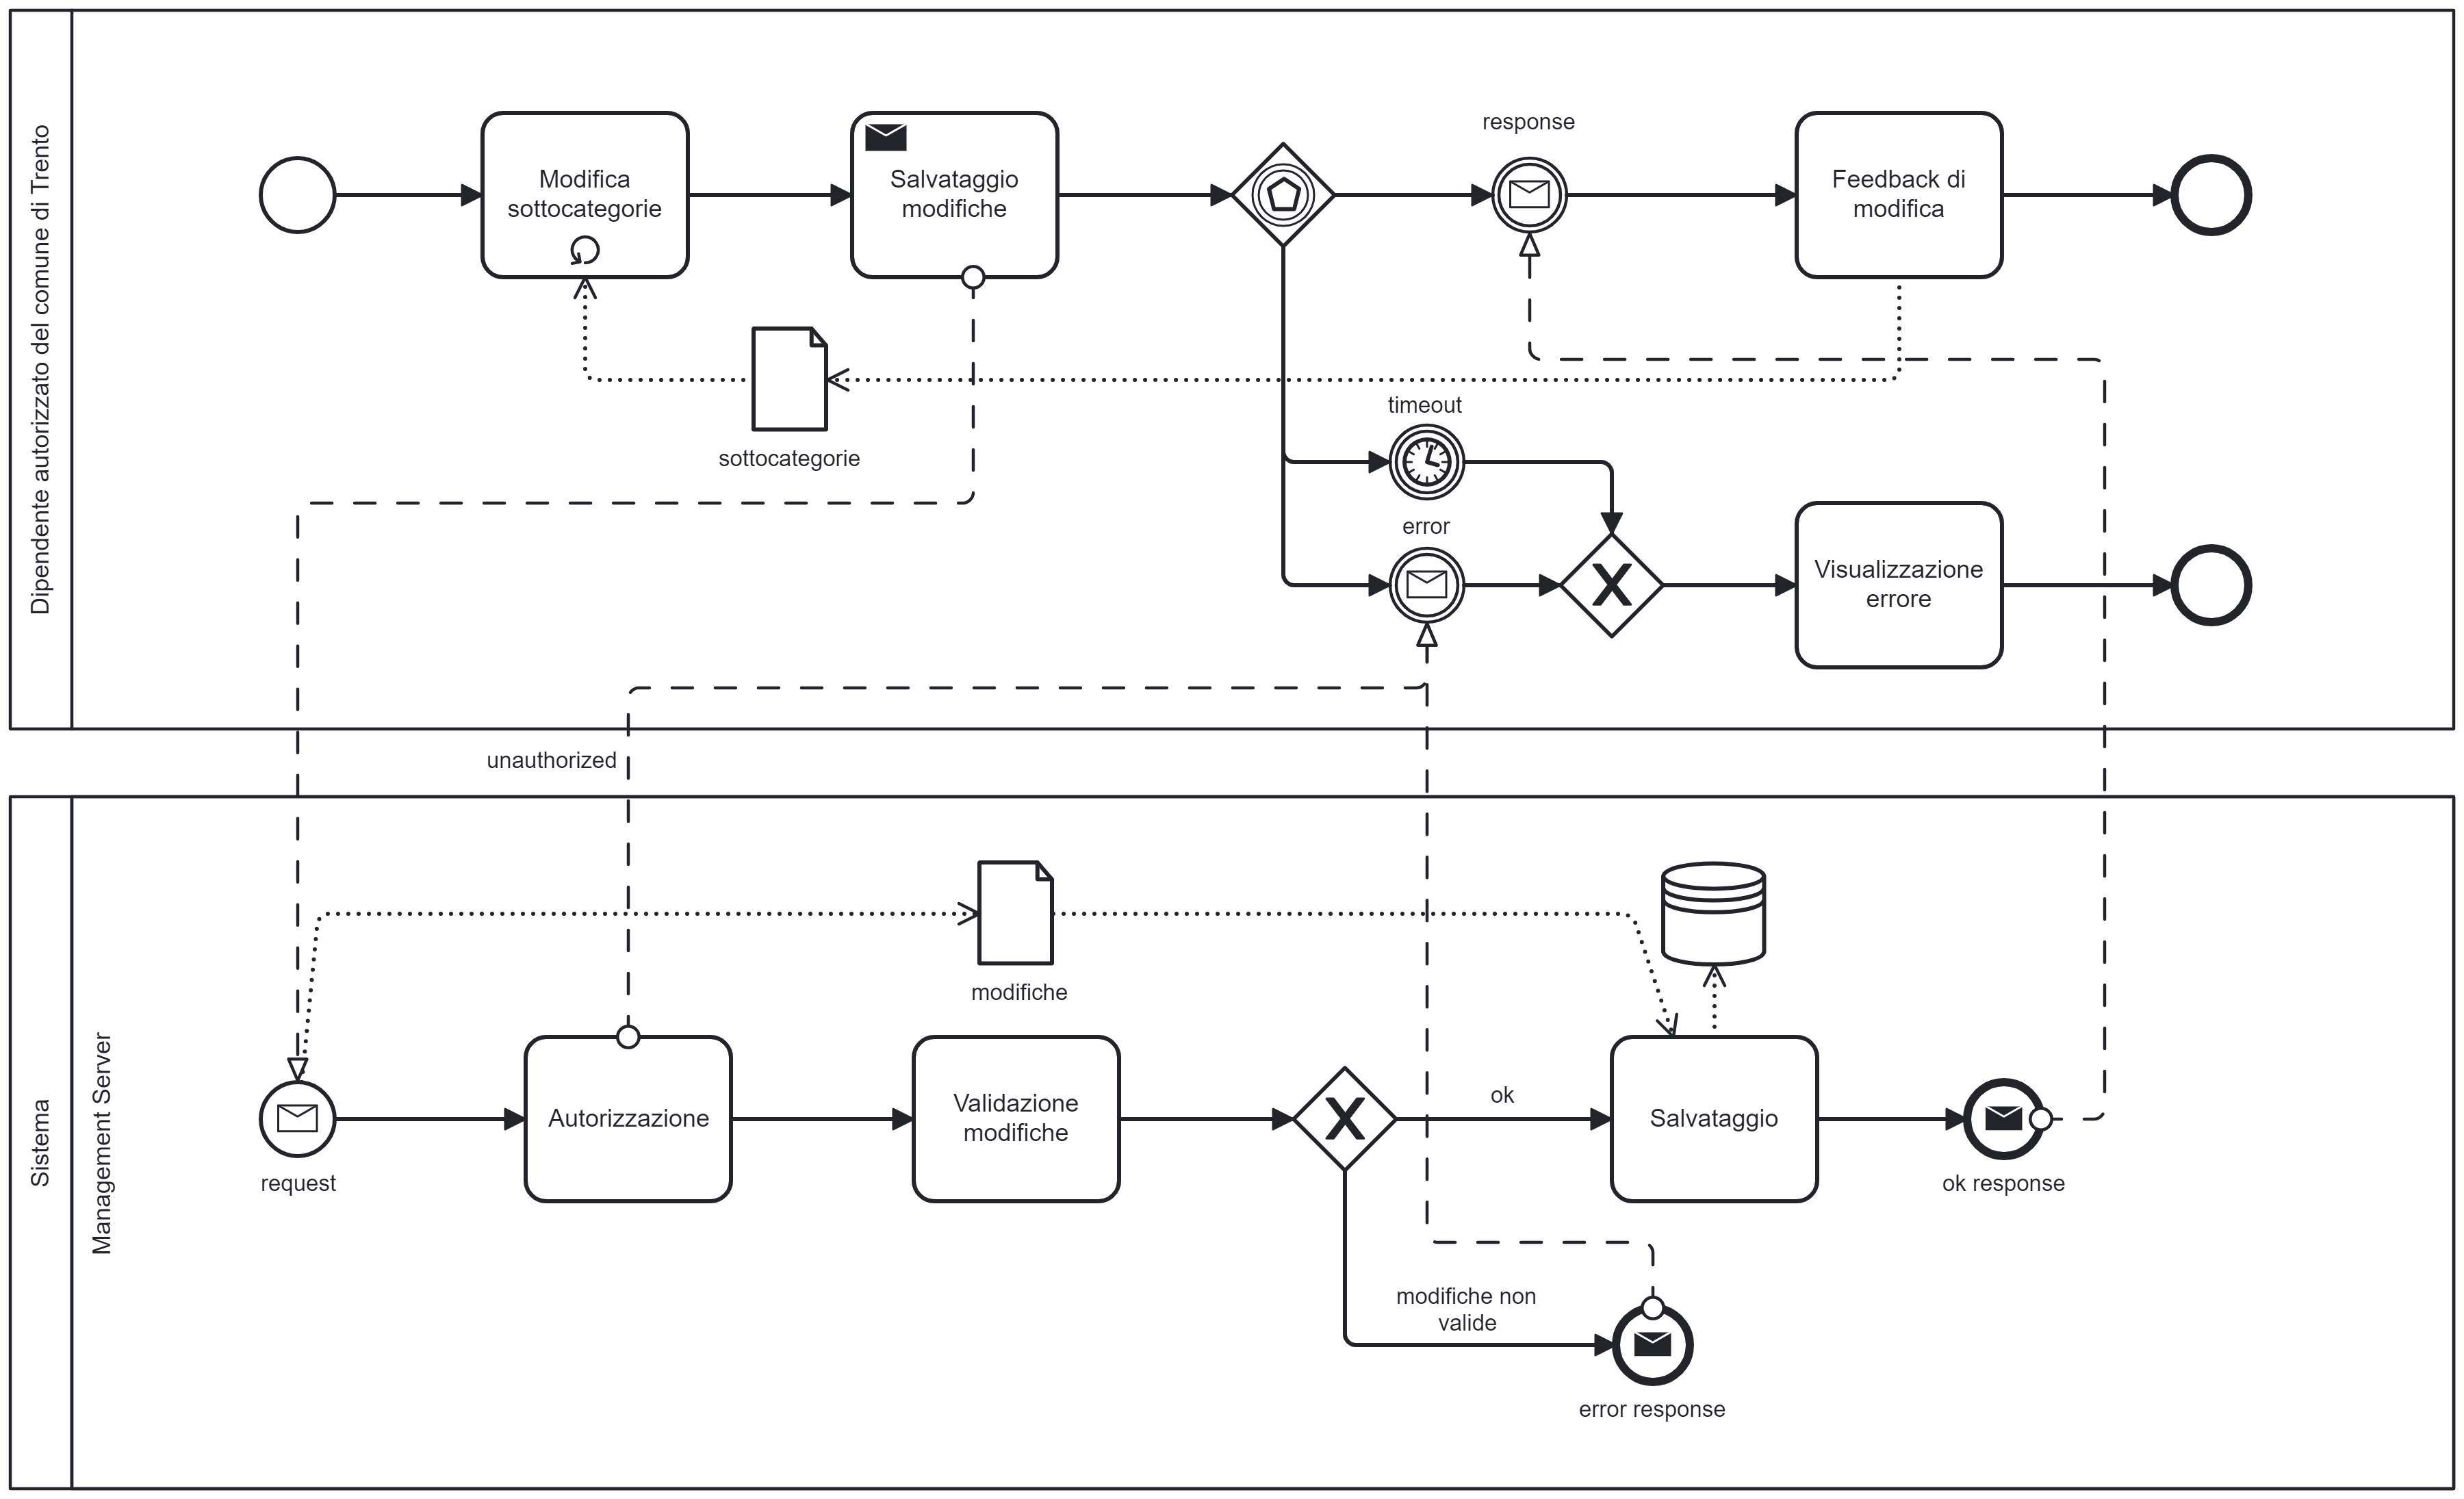 Dipendente autorizzato del comune di Trento
Modifica
sottocategorie
Salvataggio
modifiche
response
Feedback di
modifica
sottocategorie
timeout
error
Visualizzazione
errore
unauthorized
Sistema
Management Server
modifiche
request
Autorizzazione
Validazione
modifiche
ok
Salvataggio
ok response
modifiche non
valide
error response